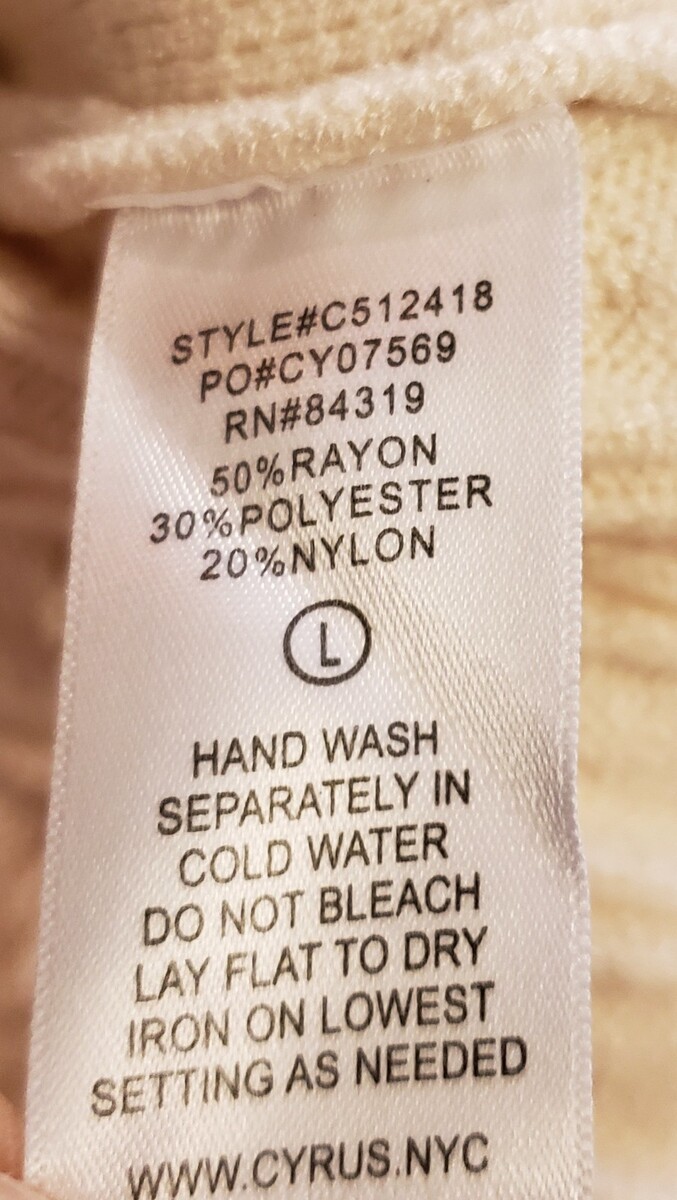 STYLE#C512418
PO#CY07569
RN#84319
50%RAYON
30%POLYESTER
20%NYLON
L
HAND WASH
SEPARATELY IN
COLD WATER
DO NOT BLEACH
LAY FLAT TO DRY
IRON ON LOWEST
SETTING AS NEEDED
WWW.CYRUS.NYC